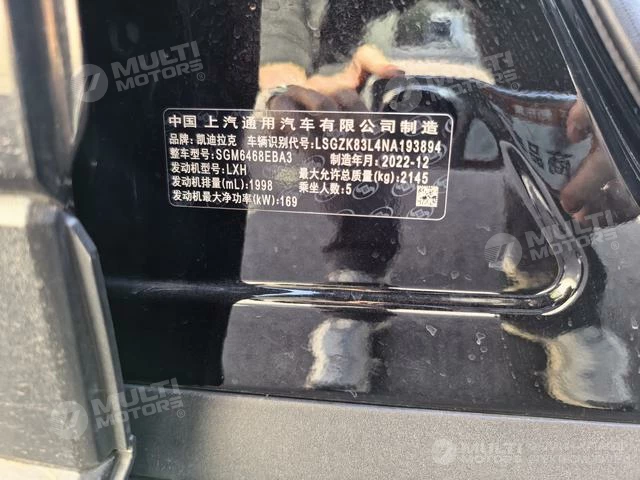 MULTI
MOTORS®
MULTI
MOTORS
中国 上汽通用汽车有限公司制造
品牌: 凯迪拉克 车辆识别代号: LSGZK83L4NA193894
整车型号: SGM6468EBA3 制造年月: 2022-12
发动机型号: LXH 最大允许总质量(kg): 2145
发动机排量(mL): 1998 乘坐人数: 5
发动机最大净功率(kW): 169
MULTI
MOTORS
MULTI
MOTORS®
MULTI
MOTORS